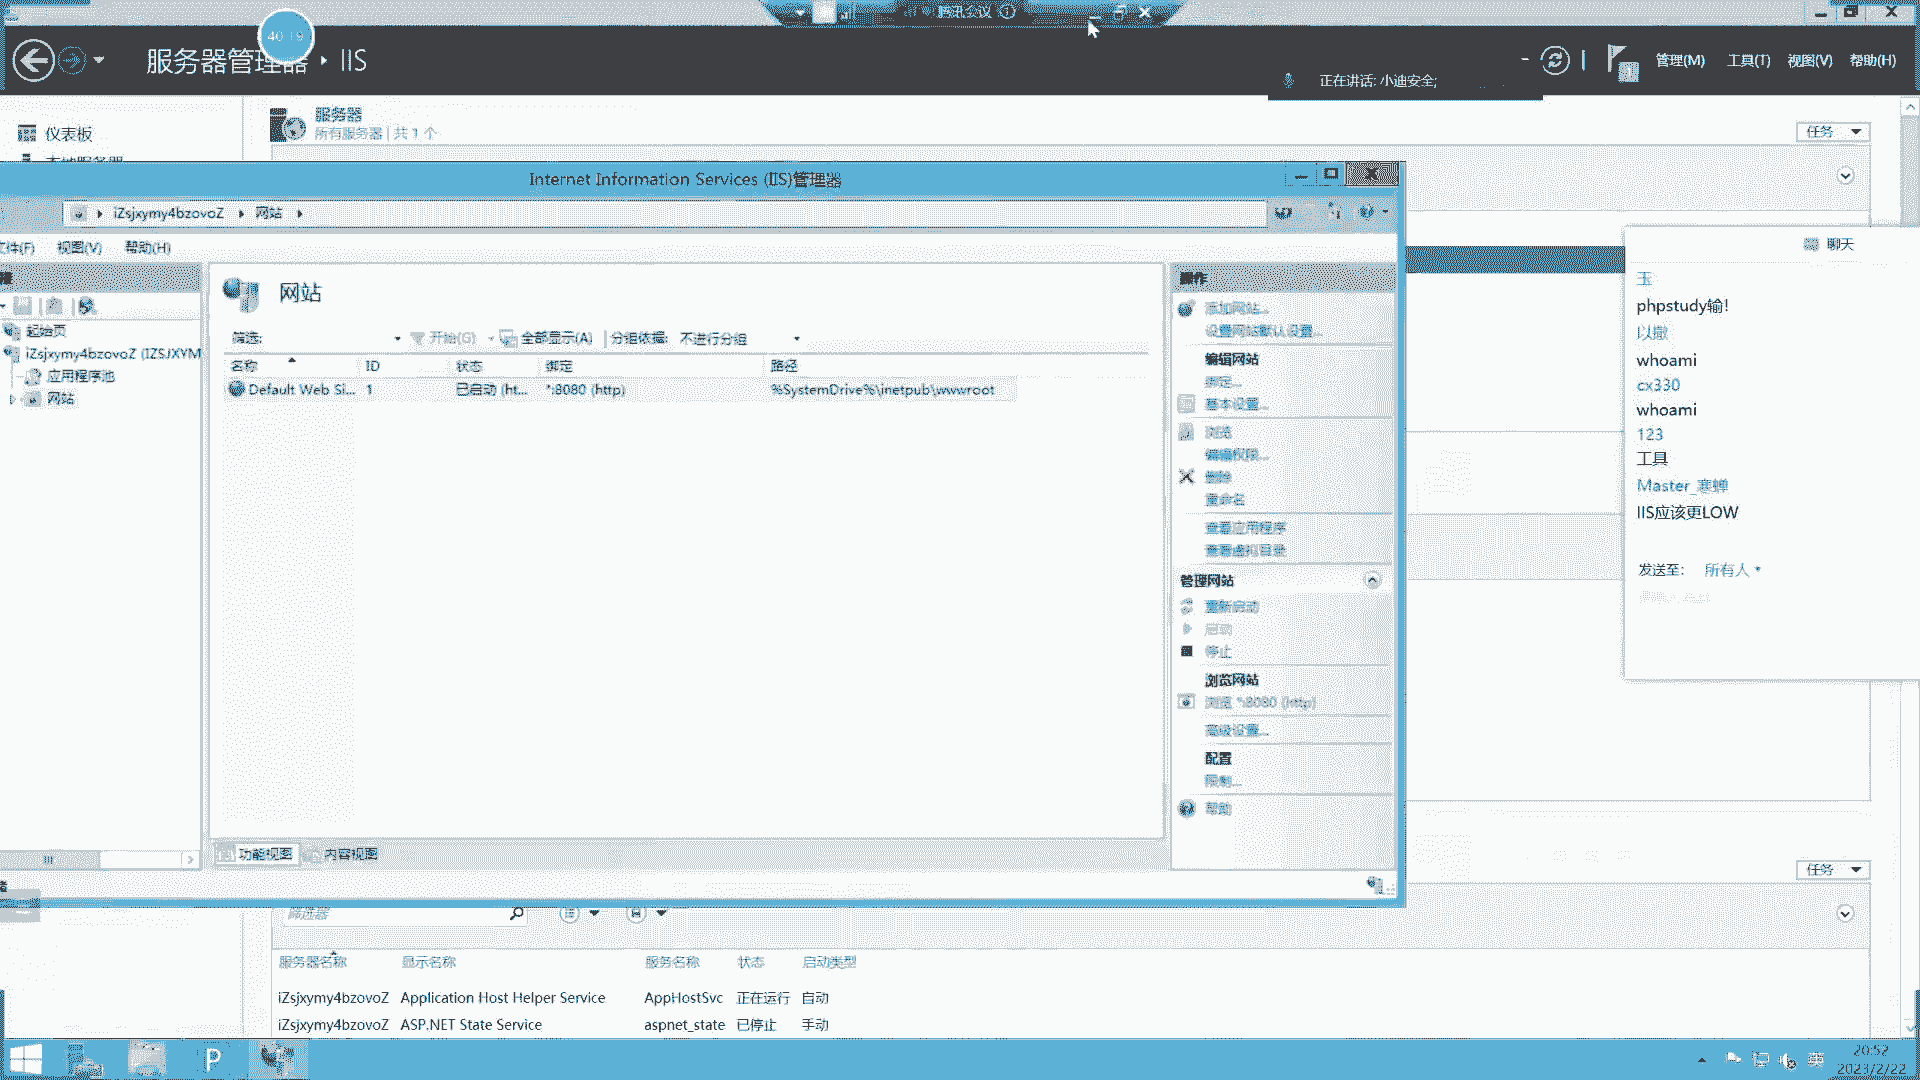 腾讯会议
40:19
服务器管理器 · IIS
管理(M) 工具(T) 视图(V) 帮助(H)
正在讲话: 小迪安全;
仪表板
服务器
所有服务器 | 共 1 个
任务
Internet Information Services (IIS)管理器
iZsjxymy4bzovoZ 网站
文件(F) 视图(V) 帮助(H)
起始页
iZsjxymy4bzovoZ (IZSJXYM
应用程序池
网站
网站
筛选: 开始(G) 全部显示(A) 分组依据: 不进行分组
名称 ID 状态 绑定 路径
Default Web Si... 1 已启动 (ht... *:8080 (http) %SystemDrive%\inetpub\wwwroot
功能视图 内容视图
操作
添加网站...
设置网站默认设置...
编辑网站
绑定...
基本设置...
浏览
编辑权限...
删除
重命名
查看应用程序
查看虚拟目录
管理网站
重新启动
启动
停止
浏览网站
浏览 *:8080 (http)
高级设置...
配置
限制...
帮助
聊天
玉
phpstudy输!
以撒
whoami
cx330
whoami
123
工具
Master_寒蝉
IIS应该更LOW
发送至: 所有人
任务
筛选器
服务器名称 显示名称 服务名称 状态 启动类型
iZsjxymy4bzovoZ Application Host Helper Service AppHostSvc 正在运行 自动
iZsjxymy4bzovoZ ASP.NET State Service aspnet_state 已停止 手动
英
20:52
2023/2/22